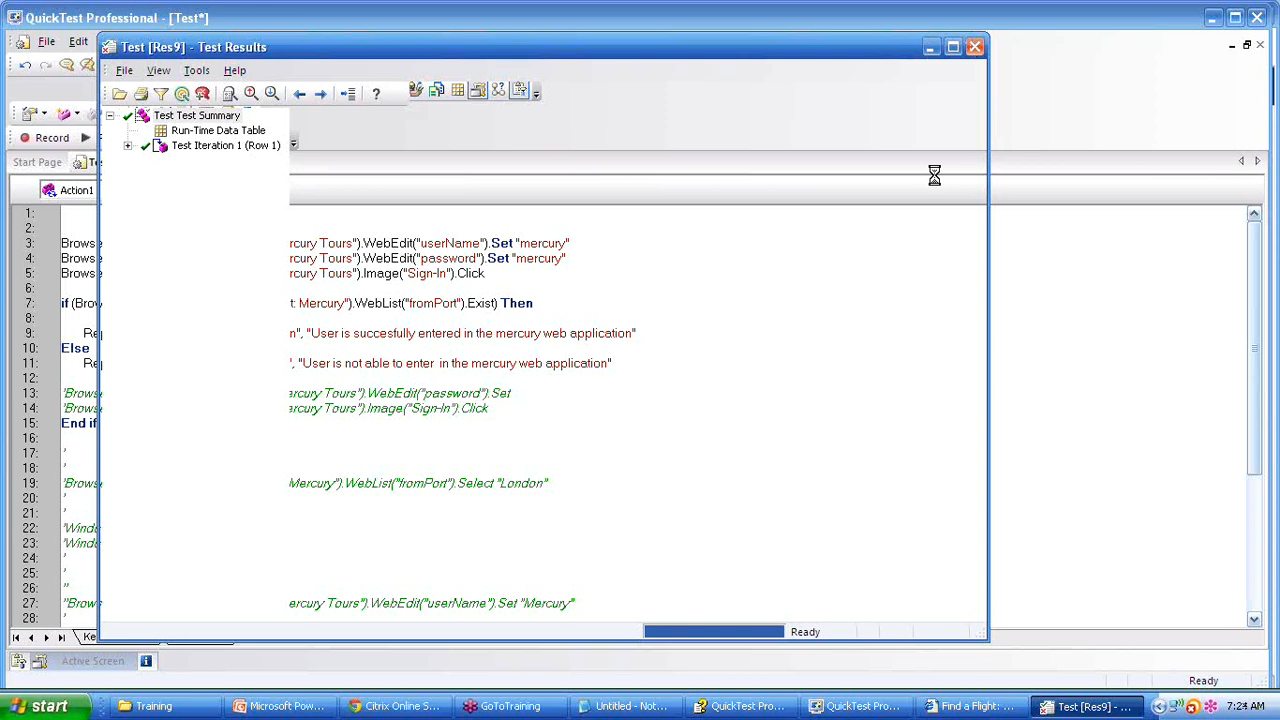 QuickTest Professional - [Test*]
File Edit
Test [Res9] - Test Results
File View Tools Help
?
Test Test Summary
Run-Time Data Table
Test Iteration 1 (Row 1)
Record
Start Page
Action1
1:
2:
3: Browse rcury Tours").WebEdit("userName").Set "mercury"
4: Browse rcury Tours").WebEdit("password").Set "mercury"
5: Browse rcury Tours").Image("Sign-In").Click
6:
7: if (Brow t: Mercury").WebList("fromPort").Exist) Then
8:
9: Re n", "User is succesfully entered in the mercury web application"
10: Else
11: Re ", "User is not able to enter in the mercury web application"
12:
13: 'Brows ercury Tours").WebEdit("password").Set
14: 'Brows ercury Tours").Image("Sign-In").Click
15: End if
16:
17: '
18: '
19: 'Brows Mercury").WebList("fromPort").Select "London"
20: '
21: '
22: 'Wind
23: 'Wind
24: '
25: '
26: ''
27: ''Brow ercury Tours").WebEdit("userName").Set "Mercury"
28: '
Ke
Ready
Active Screen
Ready
start Training Microsoft Pow... Citrix Online S... GoToTraining Untitled - Not... QuickTest Pro... QuickTest Pro... Find a Flight: ... Test [Res9] - ... 7:24 AM